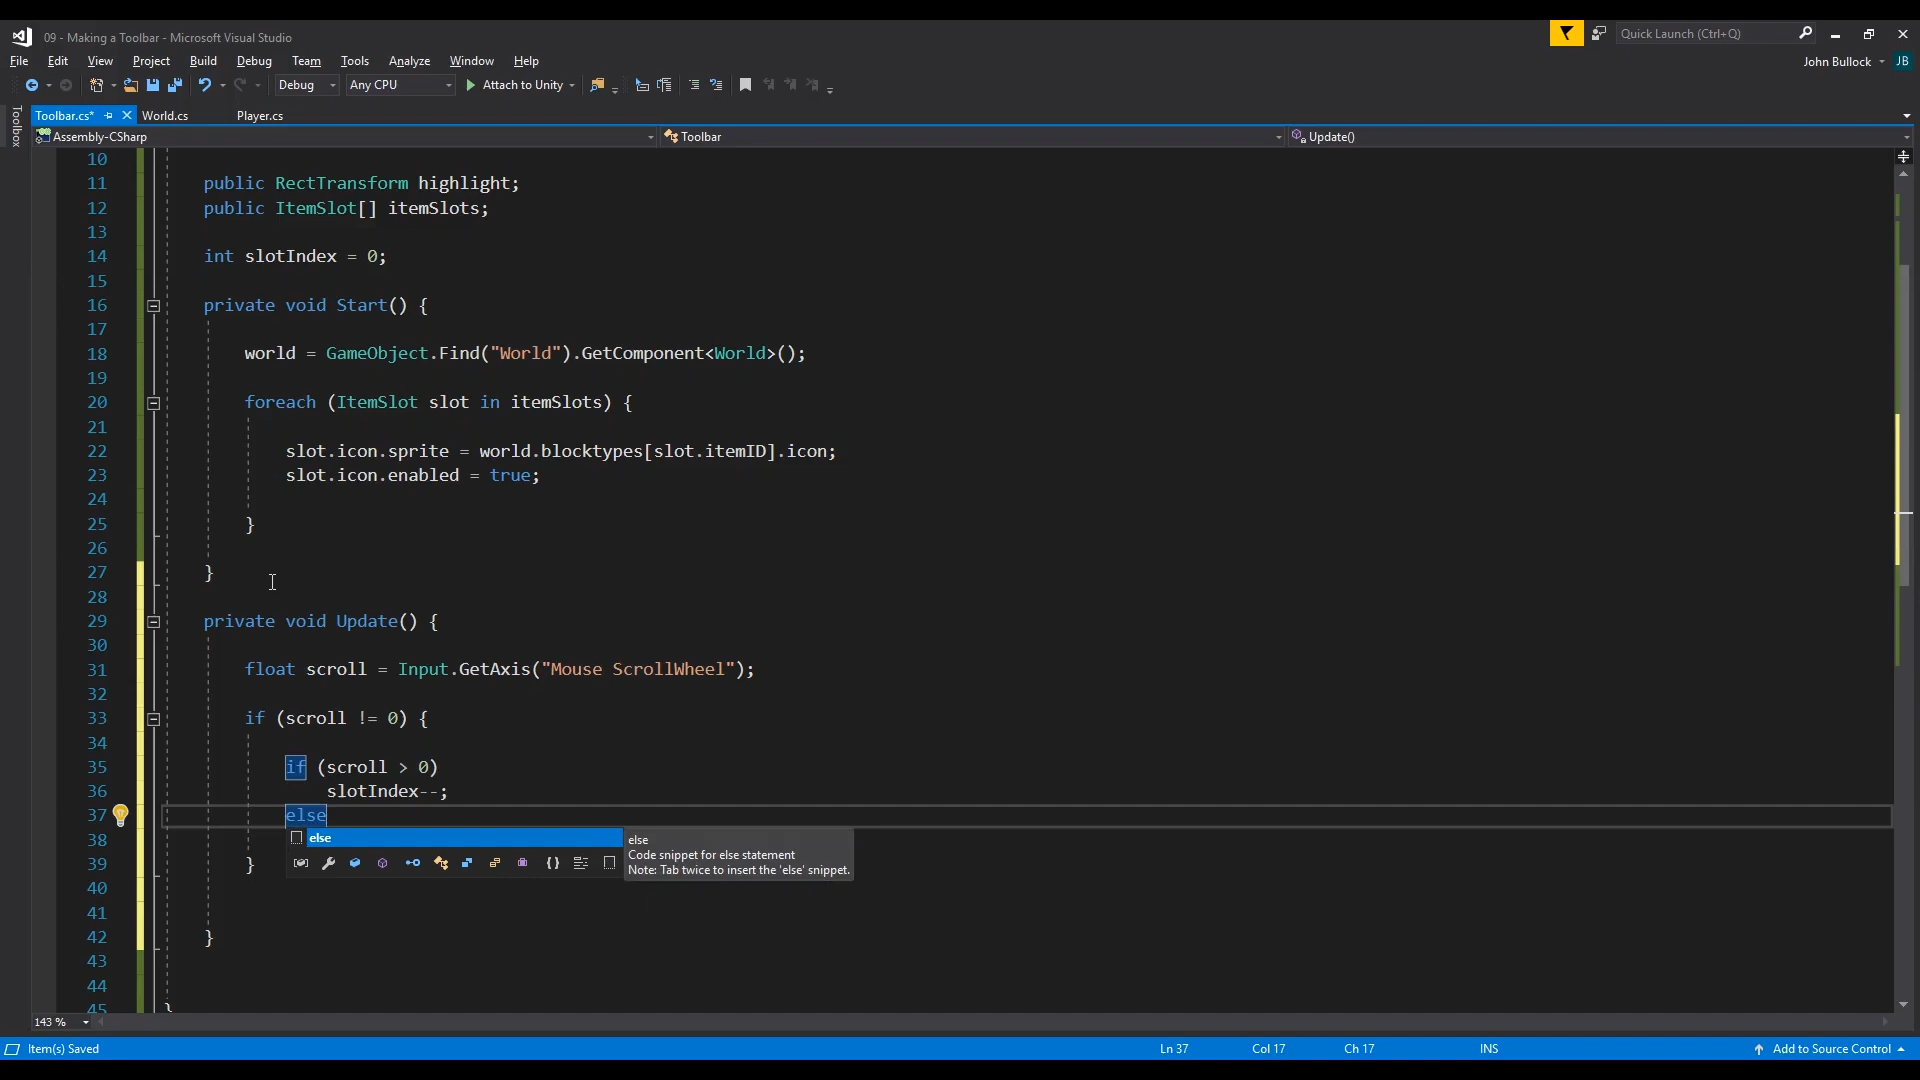 09 - Making a Toolbar - Microsoft Visual Studio
Quick Launch (Ctrl+Q)
File Edit View Project Build Debug Team Tools Analyze Window Help
John Bullock JB
Debug Any CPU Attach to Unity
Toolbox
Toolbar.cs* World.cs Player.cs
Assembly-CSharp Toolbar Update()
10
11 public RectTransform highlight;
12 public ItemSlot[] itemSlots;
13
14 int slotIndex = 0;
15
16 private void Start() {
17
18 world = GameObject.Find("World").GetComponent<World>();
19
20 foreach (ItemSlot slot in itemSlots) {
21
22 slot.icon.sprite = world.blocktypes[slot.itemID].icon;
23 slot.icon.enabled = true;
24
25 }
26
27 }
28
29 private void Update() {
30
31 float scroll = Input.GetAxis("Mouse ScrollWheel");
32
33 if (scroll != 0) {
34
35 if (scroll > 0)
36 slotIndex--;
37 else
38 else else
Code snippet for else statement
Note: Tab twice to insert the 'else' snippet.
39 }
40
41
42 }
43
44
45 }
143 %
Item(s) Saved Ln 37 Col 17 Ch 17 INS Add to Source Control